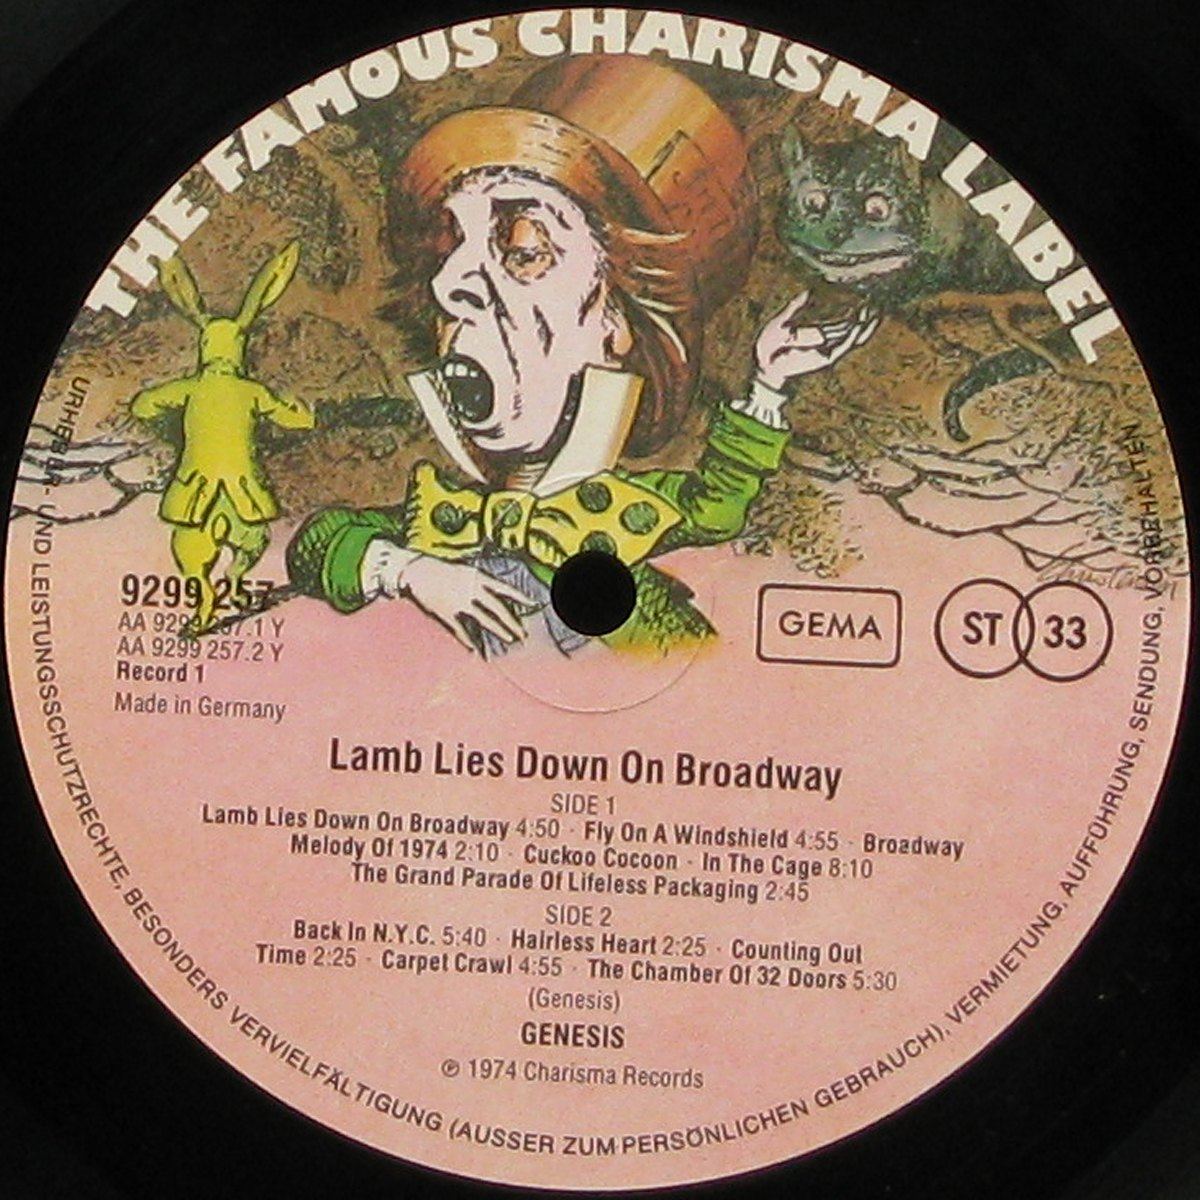 THE FAMOUS CHARISMA LABEL
9299 257
AA 9299 257.1 Y
AA 9299 257.2 Y
Record 1
Made in Germany
GEMA
ST 33
Lamb Lies Down On Broadway
SIDE 1
Lamb Lies Down On Broadway 4:50 · Fly On A Windshield 4:55 · Broadway
Melody Of 1974 2:10 · Cuckoo Cocoon · In The Cage 8:10
The Grand Parade Of Lifeless Packaging 2:45
SIDE 2
Back In N.Y.C. 5:40 · Hairless Heart 2:25 · Counting Out
Time 2:25 · Carpet Crawl 4:55 · The Chamber Of 32 Doors 5:30
(Genesis)
GENESIS
℗ 1974 Charisma Records
URHEBER- UND LEISTUNGSSCHUTZRECHTE, BESONDERS VERVIELFÄLTIGUNG (AUSSER ZUM PERSÖNLICHEN GEBRAUCH), VERMIETUNG, AUFFÜHRUNG, SENDUNG, VORBEHALTEN